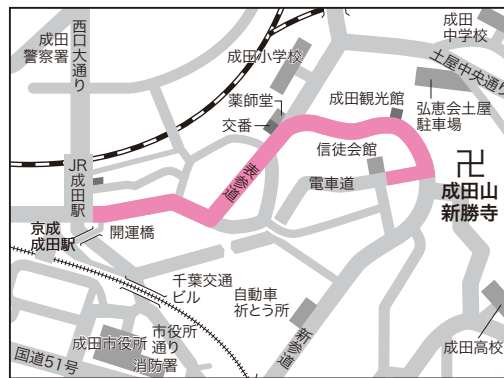 成田
警察署
西口大通り
成田小学校
成田
中学校
土屋中央通り
薬師堂
交番
成田観光館
弘恵会土屋
駐車場
信徒会館
JR
成田
駅
表参道
電車道
卍
成田山
新勝寺
京成
成田駅
開運橋
千葉交通
ビル
自動車
祈とう所
新参道
市役所
通り
成田市役所
消防署
国道51号
成田高校